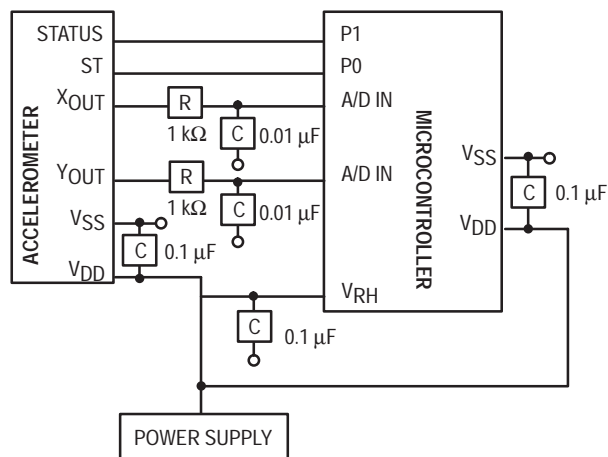 ACCELEROMETER
STATUS
ST
XOUT
YOUT
VSS
VDD
R
1 kΩ
C
0.01 µF
R
1 kΩ
C
0.01 µF
C
0.1 µF
C
0.1 µF
MICROCONTROLLER
P1
P0
A/D IN
A/D IN
VRH
VSS
VDD
C
0.1 µF
POWER SUPPLY